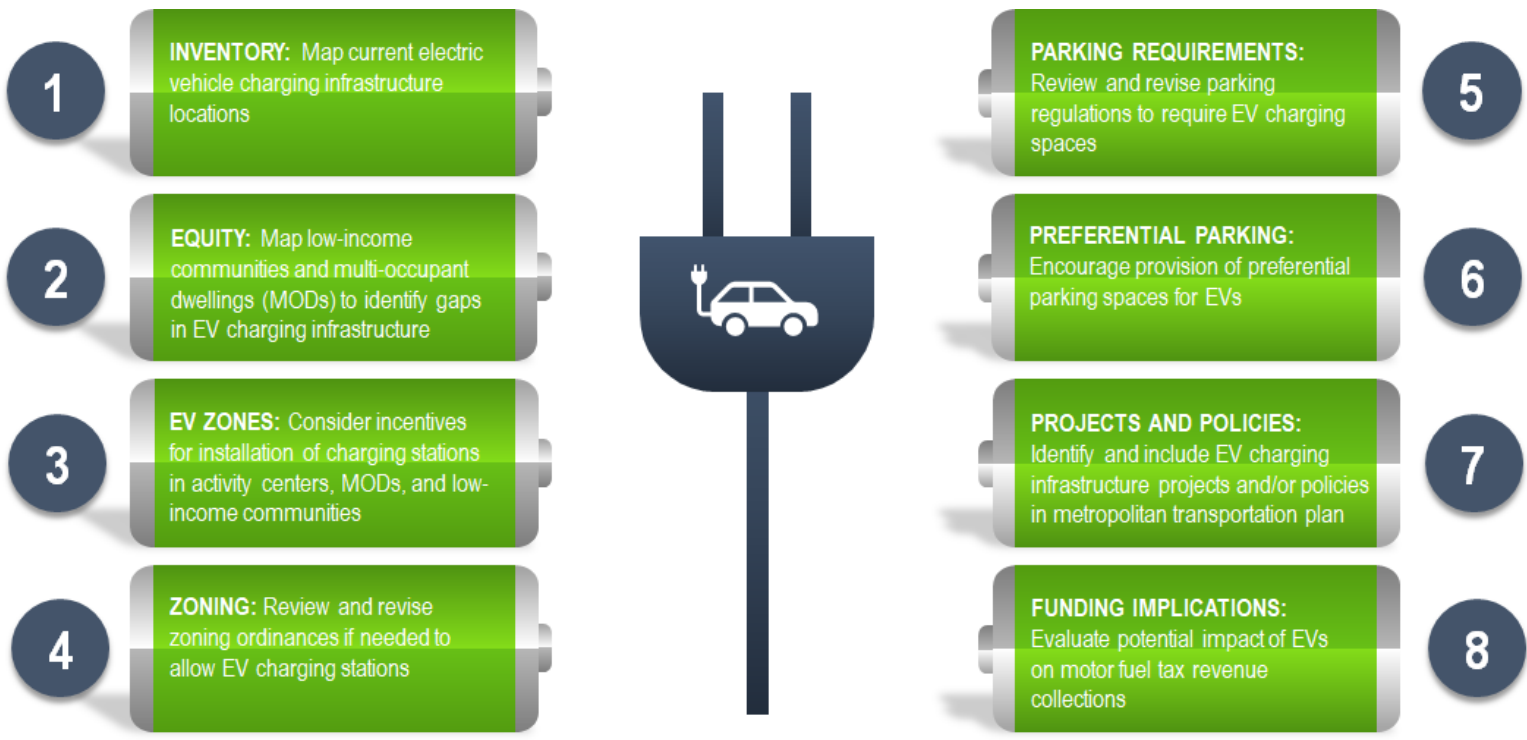 1
INVENTORY: Map current electric
vehicle charging infrastructure
locations
2
EQUITY: Map low-income
communities and multi-occupant
dwellings (MODs) to identify gaps
in EV charging infrastructure
3
EV ZONES: Consider incentives
for installation of charging stations
in activity centers, MODs, and low-
income communities
4
ZONING: Review and revise
zoning ordinances if needed to
allow EV charging stations
PARKING REQUIREMENTS:
Review and revise parking
regulations to require EV charging
spaces
5
PREFERENTIAL PARKING:
Encourage provision of preferential
parking spaces for EVs
6
PROJECTS AND POLICIES:
Identify and include EV charging
infrastructure projects and/or policies
in metropolitan transportation plan
7
FUNDING IMPLICATIONS:
Evaluate potential impact of EVs
on motor fuel tax revenue
collections
8